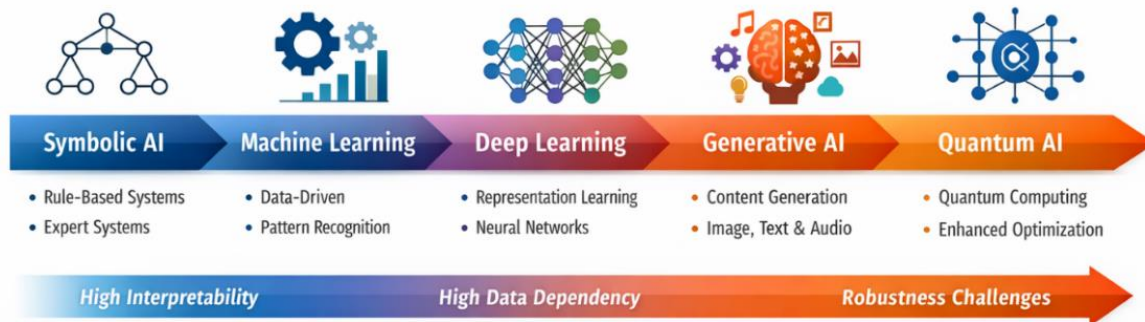 Symbolic AI
Machine Learning
Deep Learning
Generative AI
Quantum AI
• Rule-Based Systems
• Expert Systems
• Data-Driven
• Pattern Recognition
• Representation Learning
• Neural Networks
• Content Generation
• Image, Text & Audio
• Quantum Computing
• Enhanced Optimization
High Interpretability
High Data Dependency
Robustness Challenges